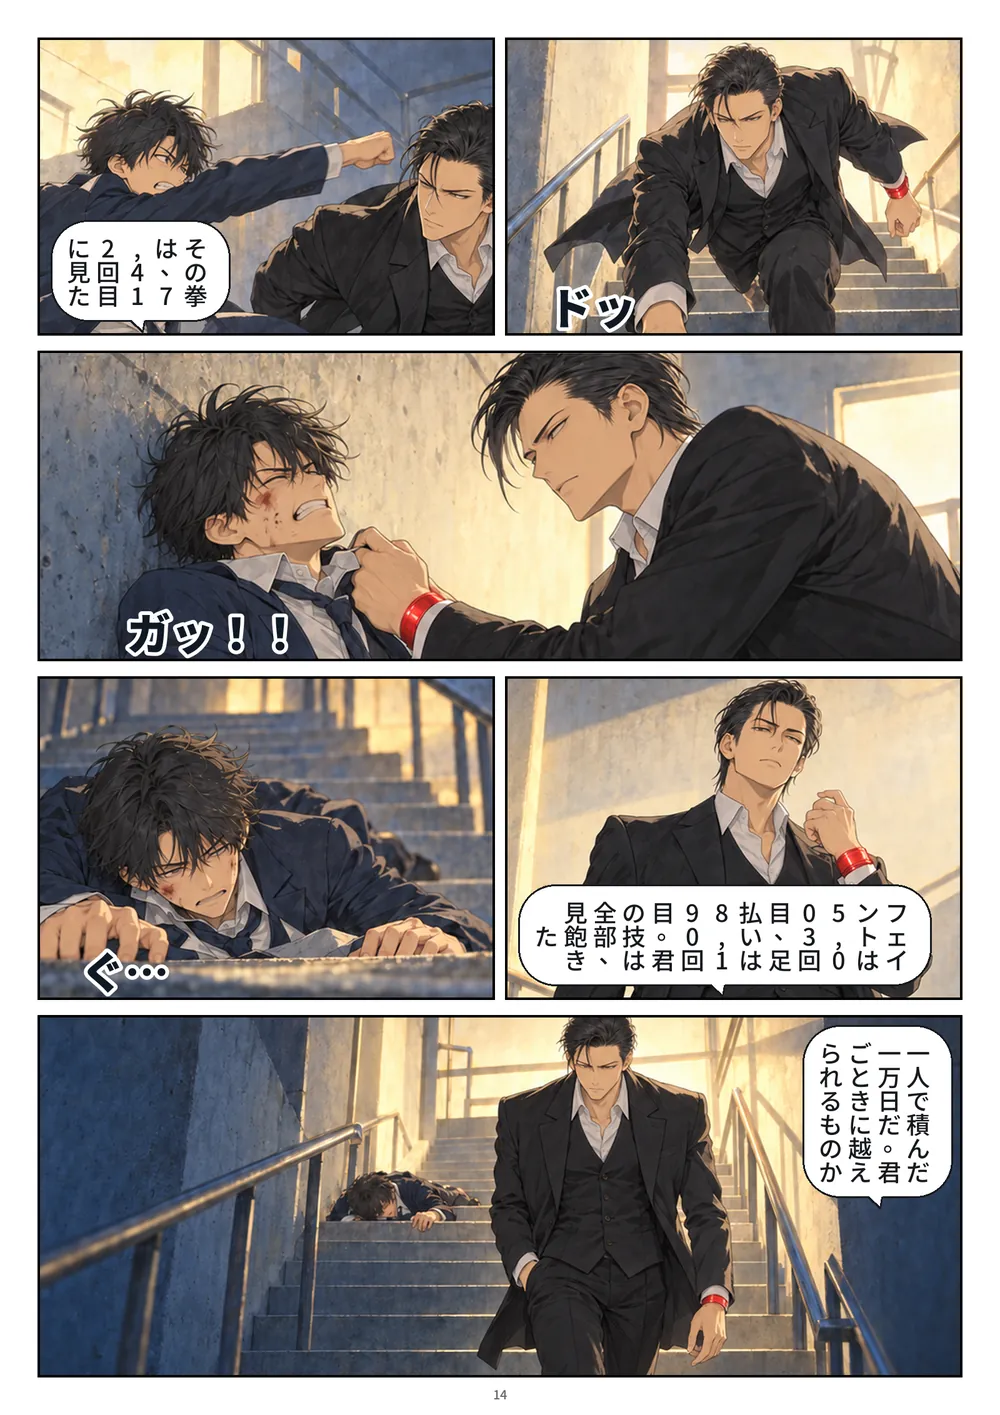 ドッ
その拳
は、7
,41
2回目
に見た
ガッ！！
フェイ
ントは
5,0
03回
目、足
払いは
8,1
90回
目。君
の技は
全部、
見飽き
た
ぐ…
一人で積んだ
一万日だ。君
ごときに越え
られるものか
14